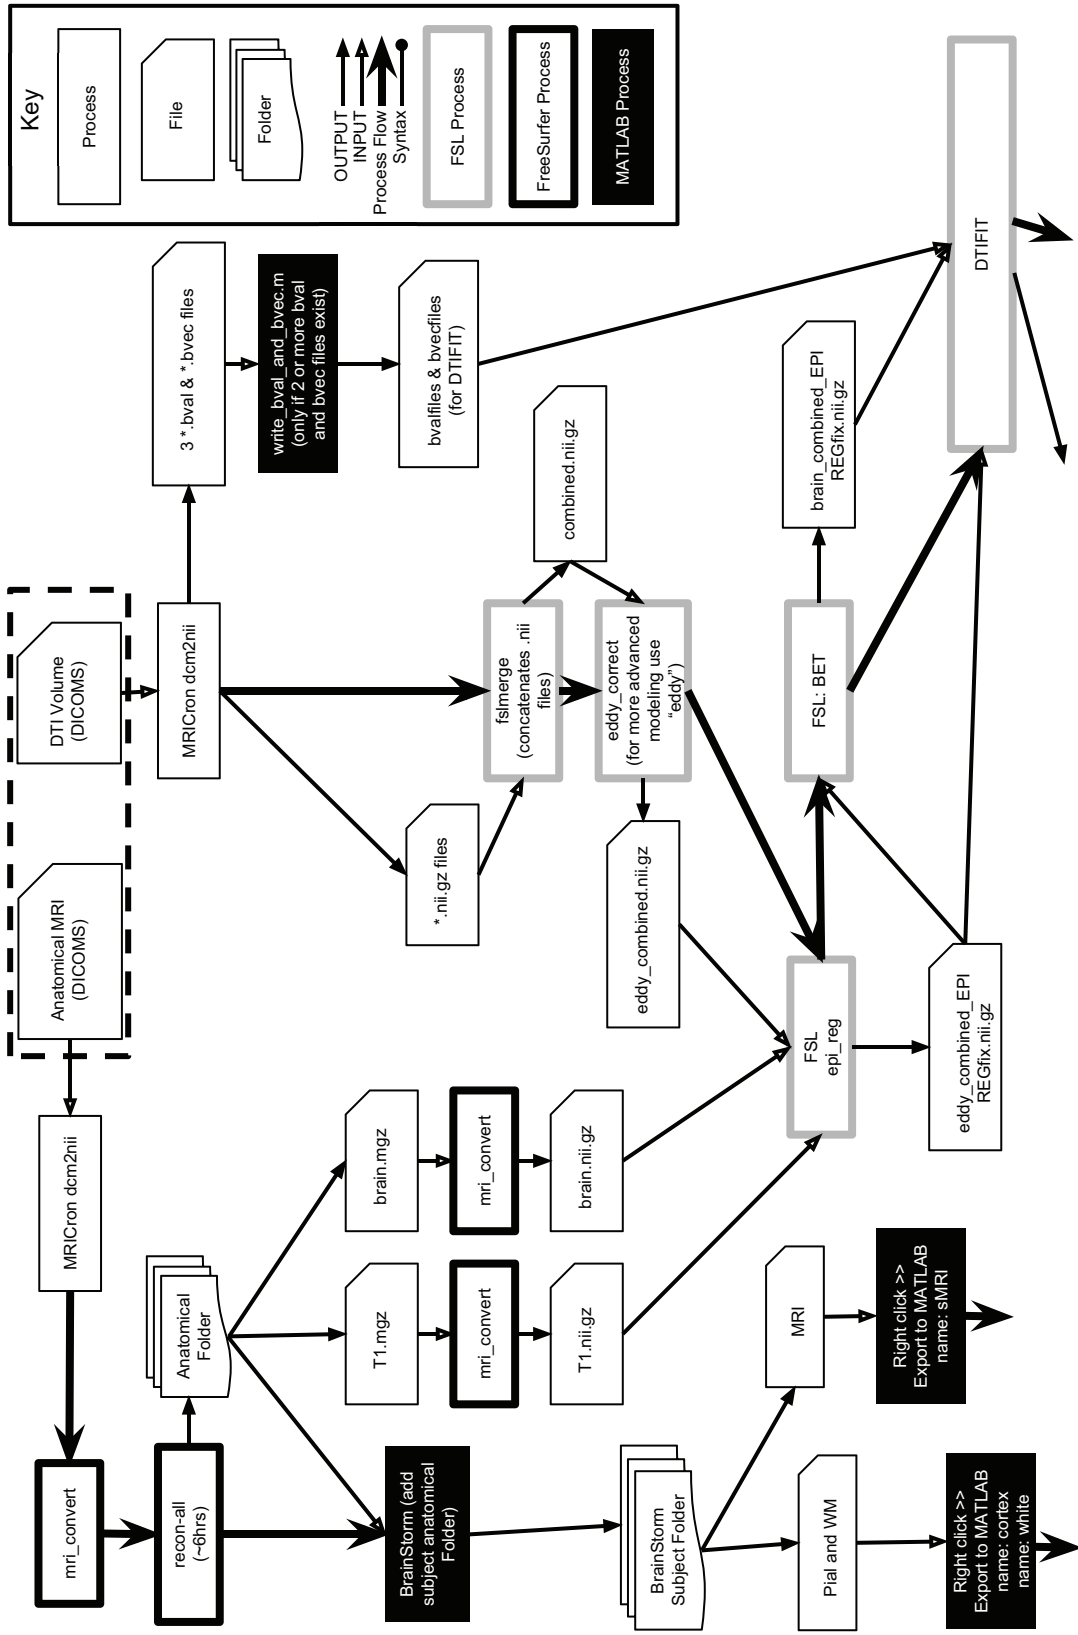 Key
Process
File
Folder
OUTPUT
INPUT
Process Flow
Syntax
FSL Process
FreeSurfer Process
MATLAB Process
Anatomical MRI
(DICOMS)
DTI Volume
(DICOMS)
mri_convert
MRICron dcm2nii
MRICron dcm2nii
3 *.bval & *.bvec files
recon-all
(~6hrs)
Anatomical
Folder
write_bval_and_bvec.m
(only if 2 or more bval
and bvec files exist)
T1.mgz
brain.mgz
*.nii.gz files
bvalfiles & bvecfiles
(for DTIFIT)
BrainStorm (add
subject anatomical
Folder)
mri_convert
mri_convert
fslmerge
(concatenates .nii
files)
combined.nii.gz
T1.nii.gz
brain.nii.gz
eddy_combined.nii.gz
eddy_correct
(for more advanced
modeling use
“eddy”)
BrainStorm
Subject Folder
MRI
FSL
epi_reg
FSL: BET
brain_combined_EPI
REGfix.nii.gz
Pial and WM
Right click >>
Export to MATLAB
name: sMRI
eddy_combined_EPI
REGfix.nii.gz
DTIFIT
Right click >>
Export to MATLAB
name: cortex
name: white